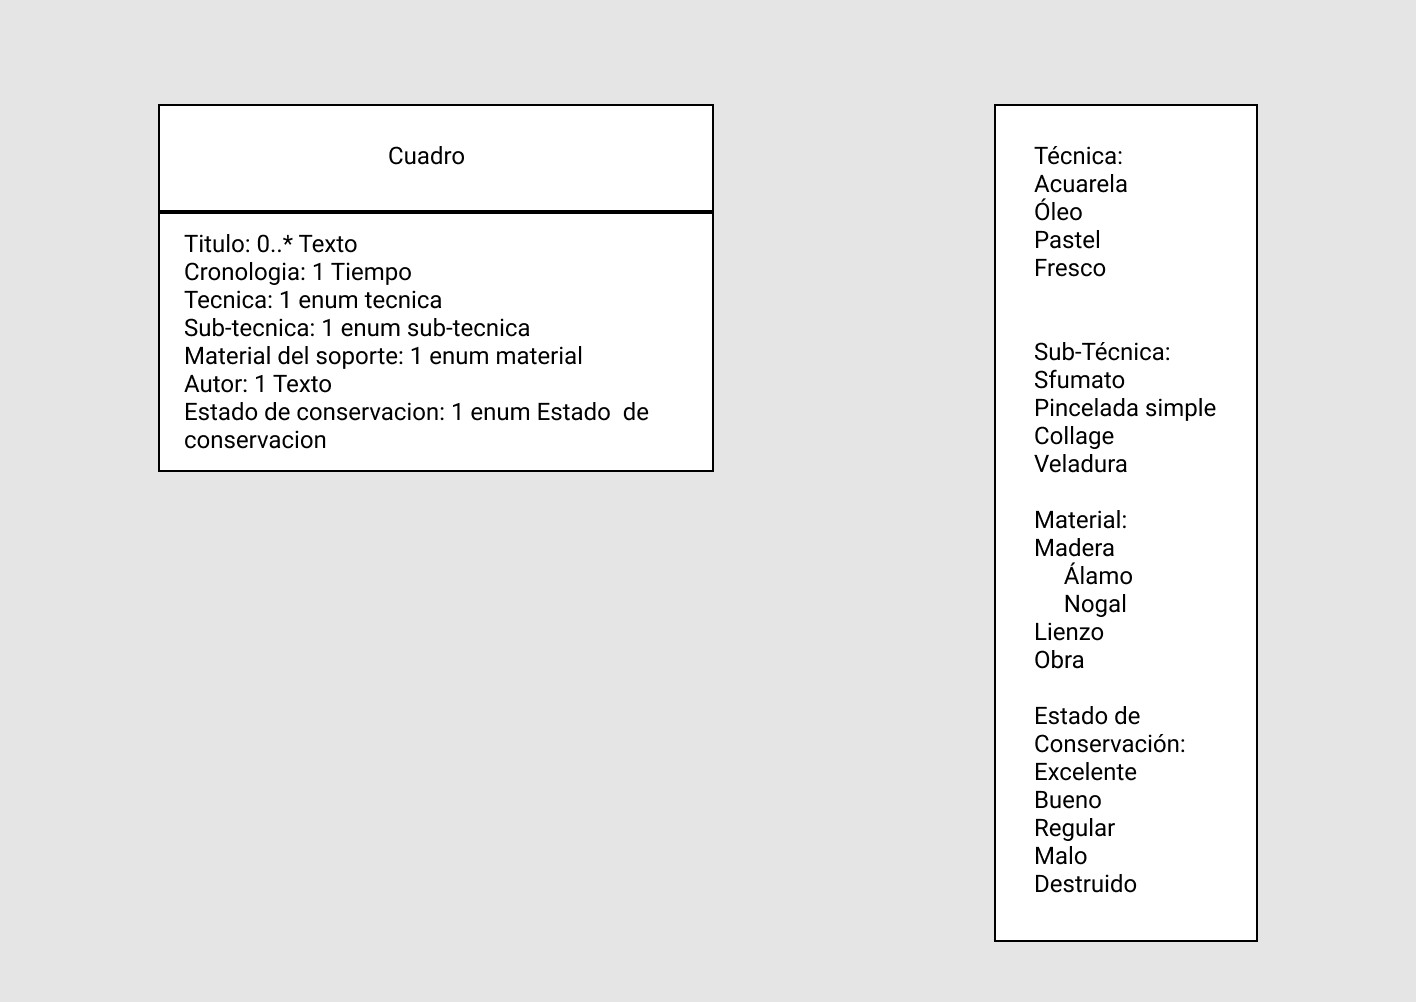 Cuadro
Titulo: 0..* Texto
Cronologia: 1 Tiempo
Tecnica: 1 enum tecnica
Sub-tecnica: 1 enum sub-tecnica
Material del soporte: 1 enum material
Autor: 1 Texto
Estado de conservacion: 1 enum Estado  de
conservacion
Técnica:
Acuarela
Óleo
Pastel
Fresco
Sub-Técnica:
Sfumato
Pincelada simple
Collage
Veladura
Material:
Madera
Álamo
Nogal
Lienzo
Obra
Estado de
Conservación:
Excelente
Bueno
Regular
Malo
Destruido